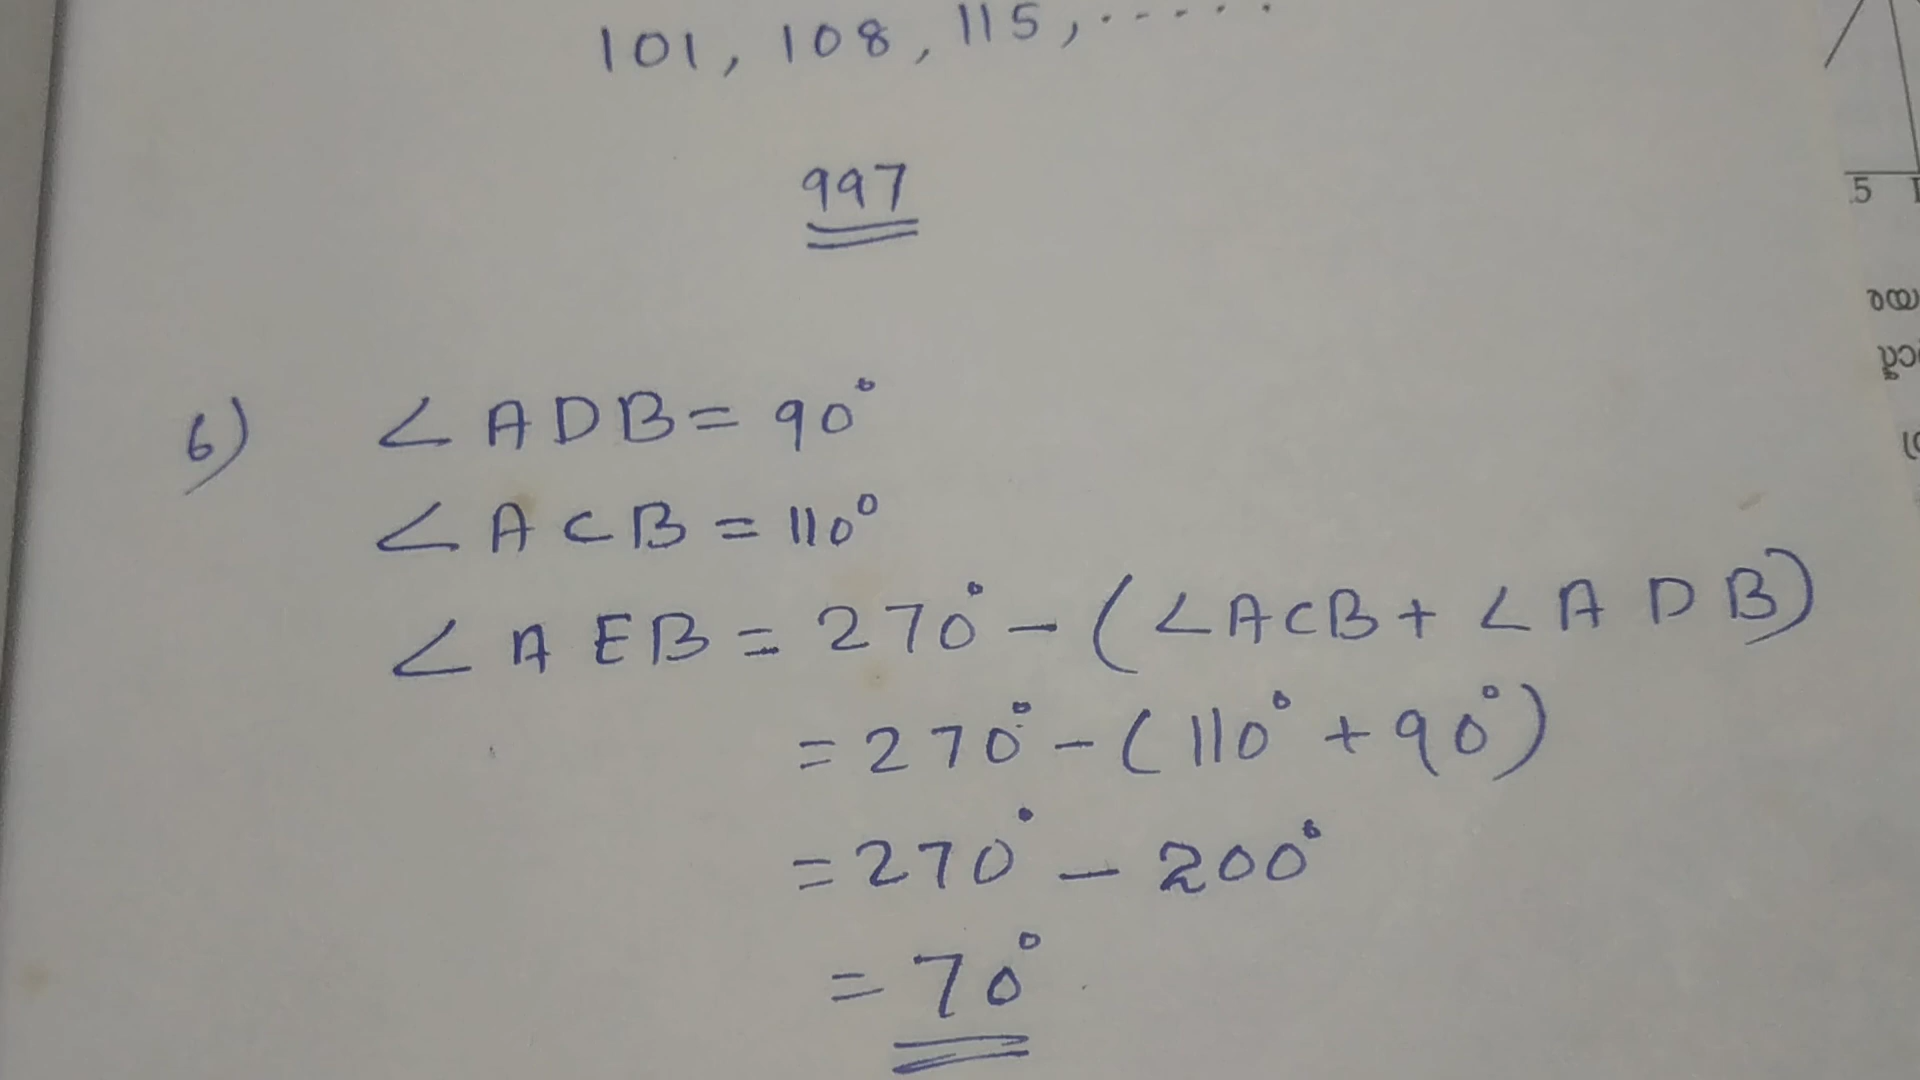 101, 108, 115, . - - . . .
997
5
6) ∠ADB = 90°
∠ACB = 110°
∠AEB = 270° - (∠ACB + ∠ADB)
= 270° - (110° + 90°)
= 270° - 200°
= 70°